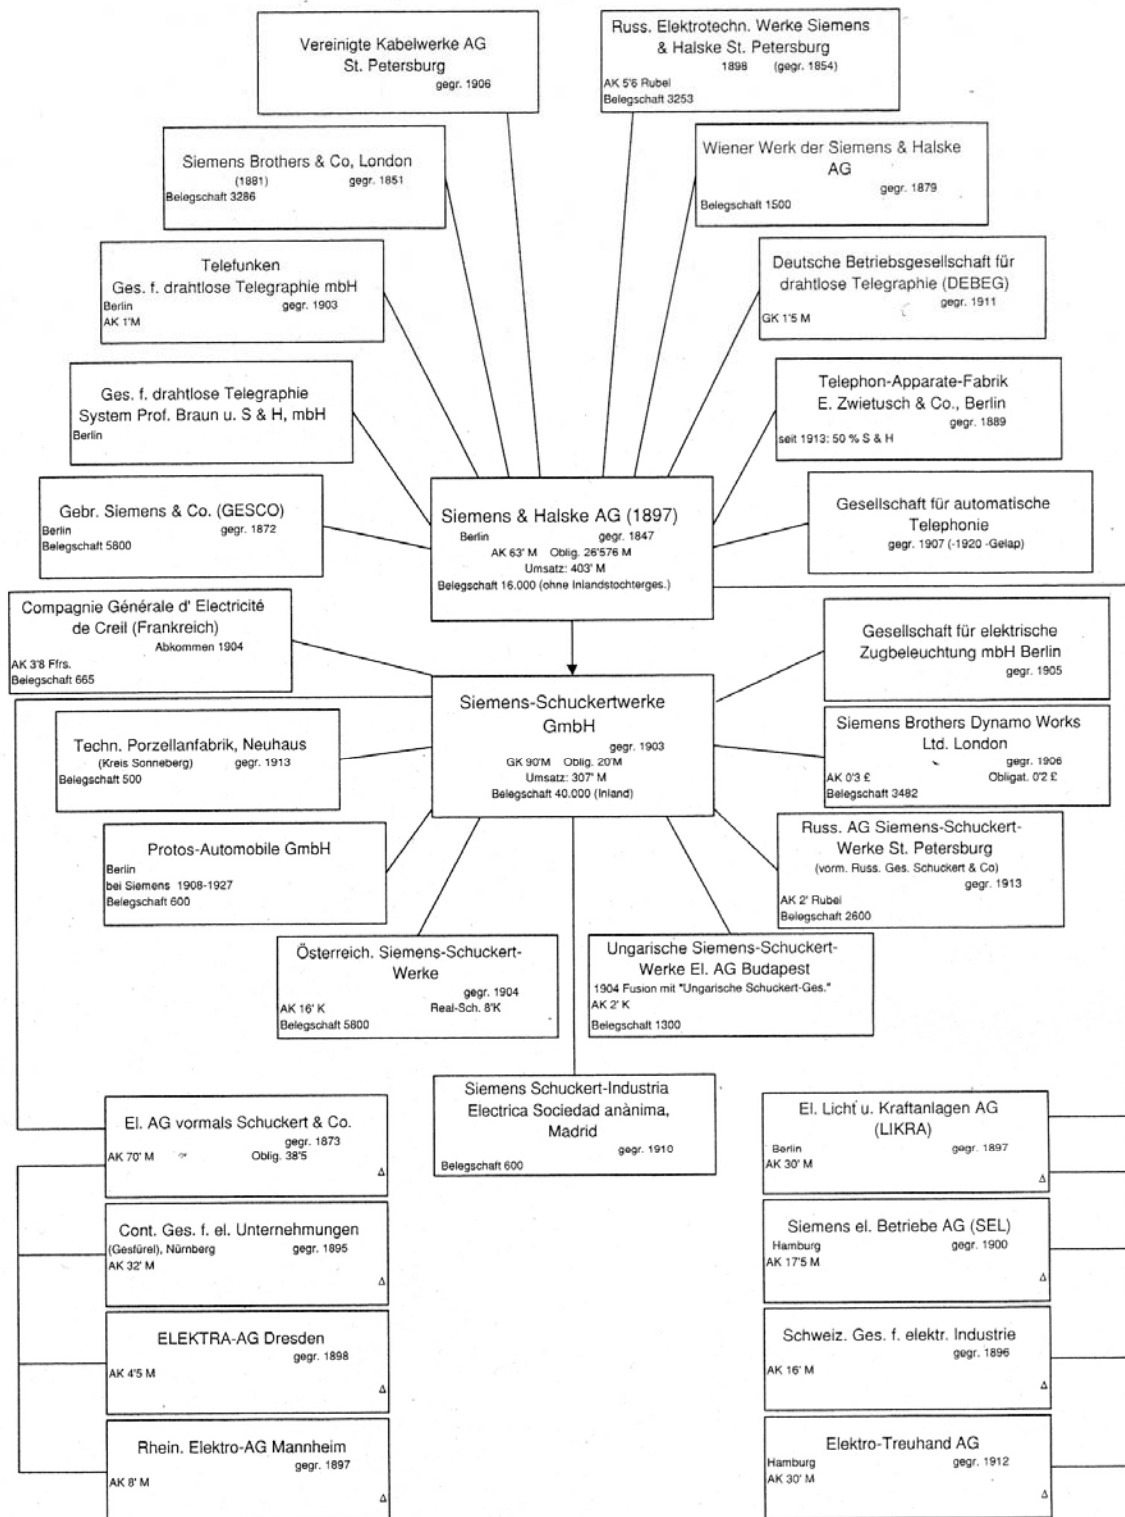 Vereinigte Kabelwerke AG
St. Petersburg
gegr. 1906
Russ. Elektrotechn. Werke Siemens
& Halske St. Petersburg
1898 (gegr. 1854)
AK 5'6 Rubel
Belegschaft 3253
Siemens Brothers & Co, London
(1881) gegr. 1851
Belegschaft 3286
Wiener Werk der Siemens & Halske
AG
gegr. 1879
Belegschaft 1500
Telefunken
Ges. f. drahtlose Telegraphie mbH
Berlin gegr. 1903
AK 1'M
Deutsche Betriebsgesellschaft für
drahtlose Telegraphie (DEBEG)
gegr. 1911
GK 1'5 M
Ges. f. drahtlose Telegraphie
System Prof. Braun u. S & H, mbH
Berlin
Telephon-Apparate-Fabrik
E. Zwietusch & Co., Berlin
gegr. 1889
seit 1913: 50 % S & H
Gebr. Siemens & Co. (GESCO)
Berlin gegr. 1872
Belegschaft 5800
Siemens & Halske AG (1897)
Berlin gegr. 1847
AK 63' M Oblig. 26'576 M
Umsatz: 403' M
Belegschaft 16.000 (ohne Inlandstochterges.)
Gesellschaft für automatische
Telephonie
gegr. 1907 (-1920 -Gelap)
Compagnie Générale d' Electricité
de Creil (Frankreich)
Abkommen 1904
AK 3'8 Ffrs.
Belegschaft 665
Gesellschaft für elektrische
Zugbeleuchtung mbH Berlin
gegr. 1905
Siemens-Schuckertwerke
GmbH
gegr. 1903
GK 90'M Oblig. 20'M
Umsatz: 307' M
Belegschaft 40.000 (Inland)
Techn. Porzellanfabrik, Neuhaus
(Kreis Sonneberg) gegr. 1913
Belegschaft 500
Siemens Brothers Dynamo Works
Ltd. London
gegr. 1906
AK 0'3 £ Obligat. 0'2 £
Belegschaft 3482
Protos-Automobile GmbH
Berlin
bei Siemens 1908-1927
Belegschaft 600
Russ. AG Siemens-Schuckert-
Werke St. Petersburg
(vorm. Russ. Ges. Schuckert & Co)
gegr. 1913
AK 2' Rubel
Belegschaft 2600
Österreich. Siemens-Schuckert-
Werke
gegr. 1904
AK 16' K Real-Sch. 8'K
Belegschaft 5800
Ungarische Siemens-Schuckert-
Werke El. AG Budapest
1904 Fusion mit "Ungarische Schuckert-Ges."
AK 2' K
Belegschaft 1300
Siemens Schuckert-Industria
Electrica Sociedad anànima,
Madrid
gegr. 1910
Belegschaft 600
El. AG vormals Schuckert & Co.
gegr. 1873
AK 70' M Oblig. 38'5
Δ
Cont. Ges. f. el. Unternehmungen
(Gesfürel), Nürnberg gegr. 1895
AK 32' M
Δ
ELEKTRA-AG Dresden
gegr. 1898
AK 4'5 M
Δ
Rhein. Elektro-AG Mannheim
gegr. 1897
AK 8' M
Δ
El. Licht u. Kraftanlagen AG
(LIKRA)
Berlin gegr. 1897
AK 30' M
Δ
Siemens el. Betriebe AG (SEL)
Hamburg gegr. 1900
AK 17'5 M
Δ
Schweiz. Ges. f. elektr. Industrie
gegr. 1896
AK 16' M
Δ
Elektro-Treuhand AG
Hamburg gegr. 1912
AK 30' M
Δ